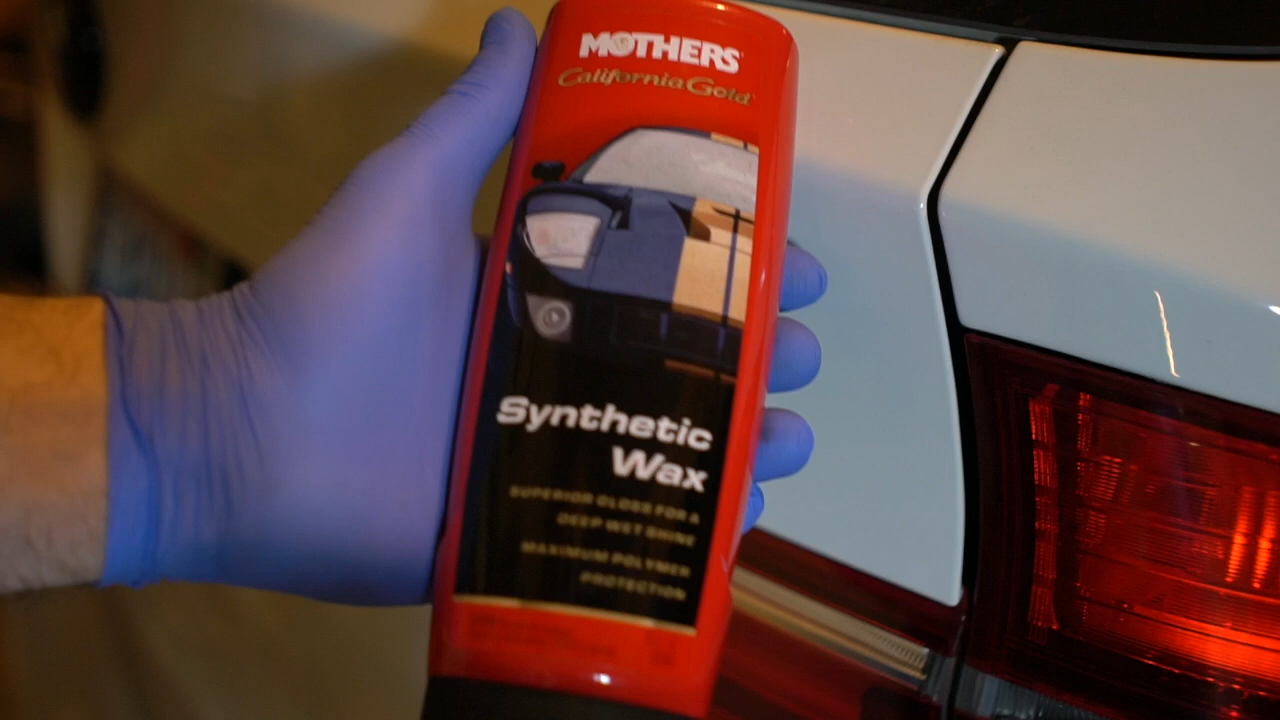 MOTHERS
California Gold
Synthetic
Wax
SUPERIOR GLOSS FOR A
DEEP WET SHINE
MAXIMUM POLYMER
PROTECTION